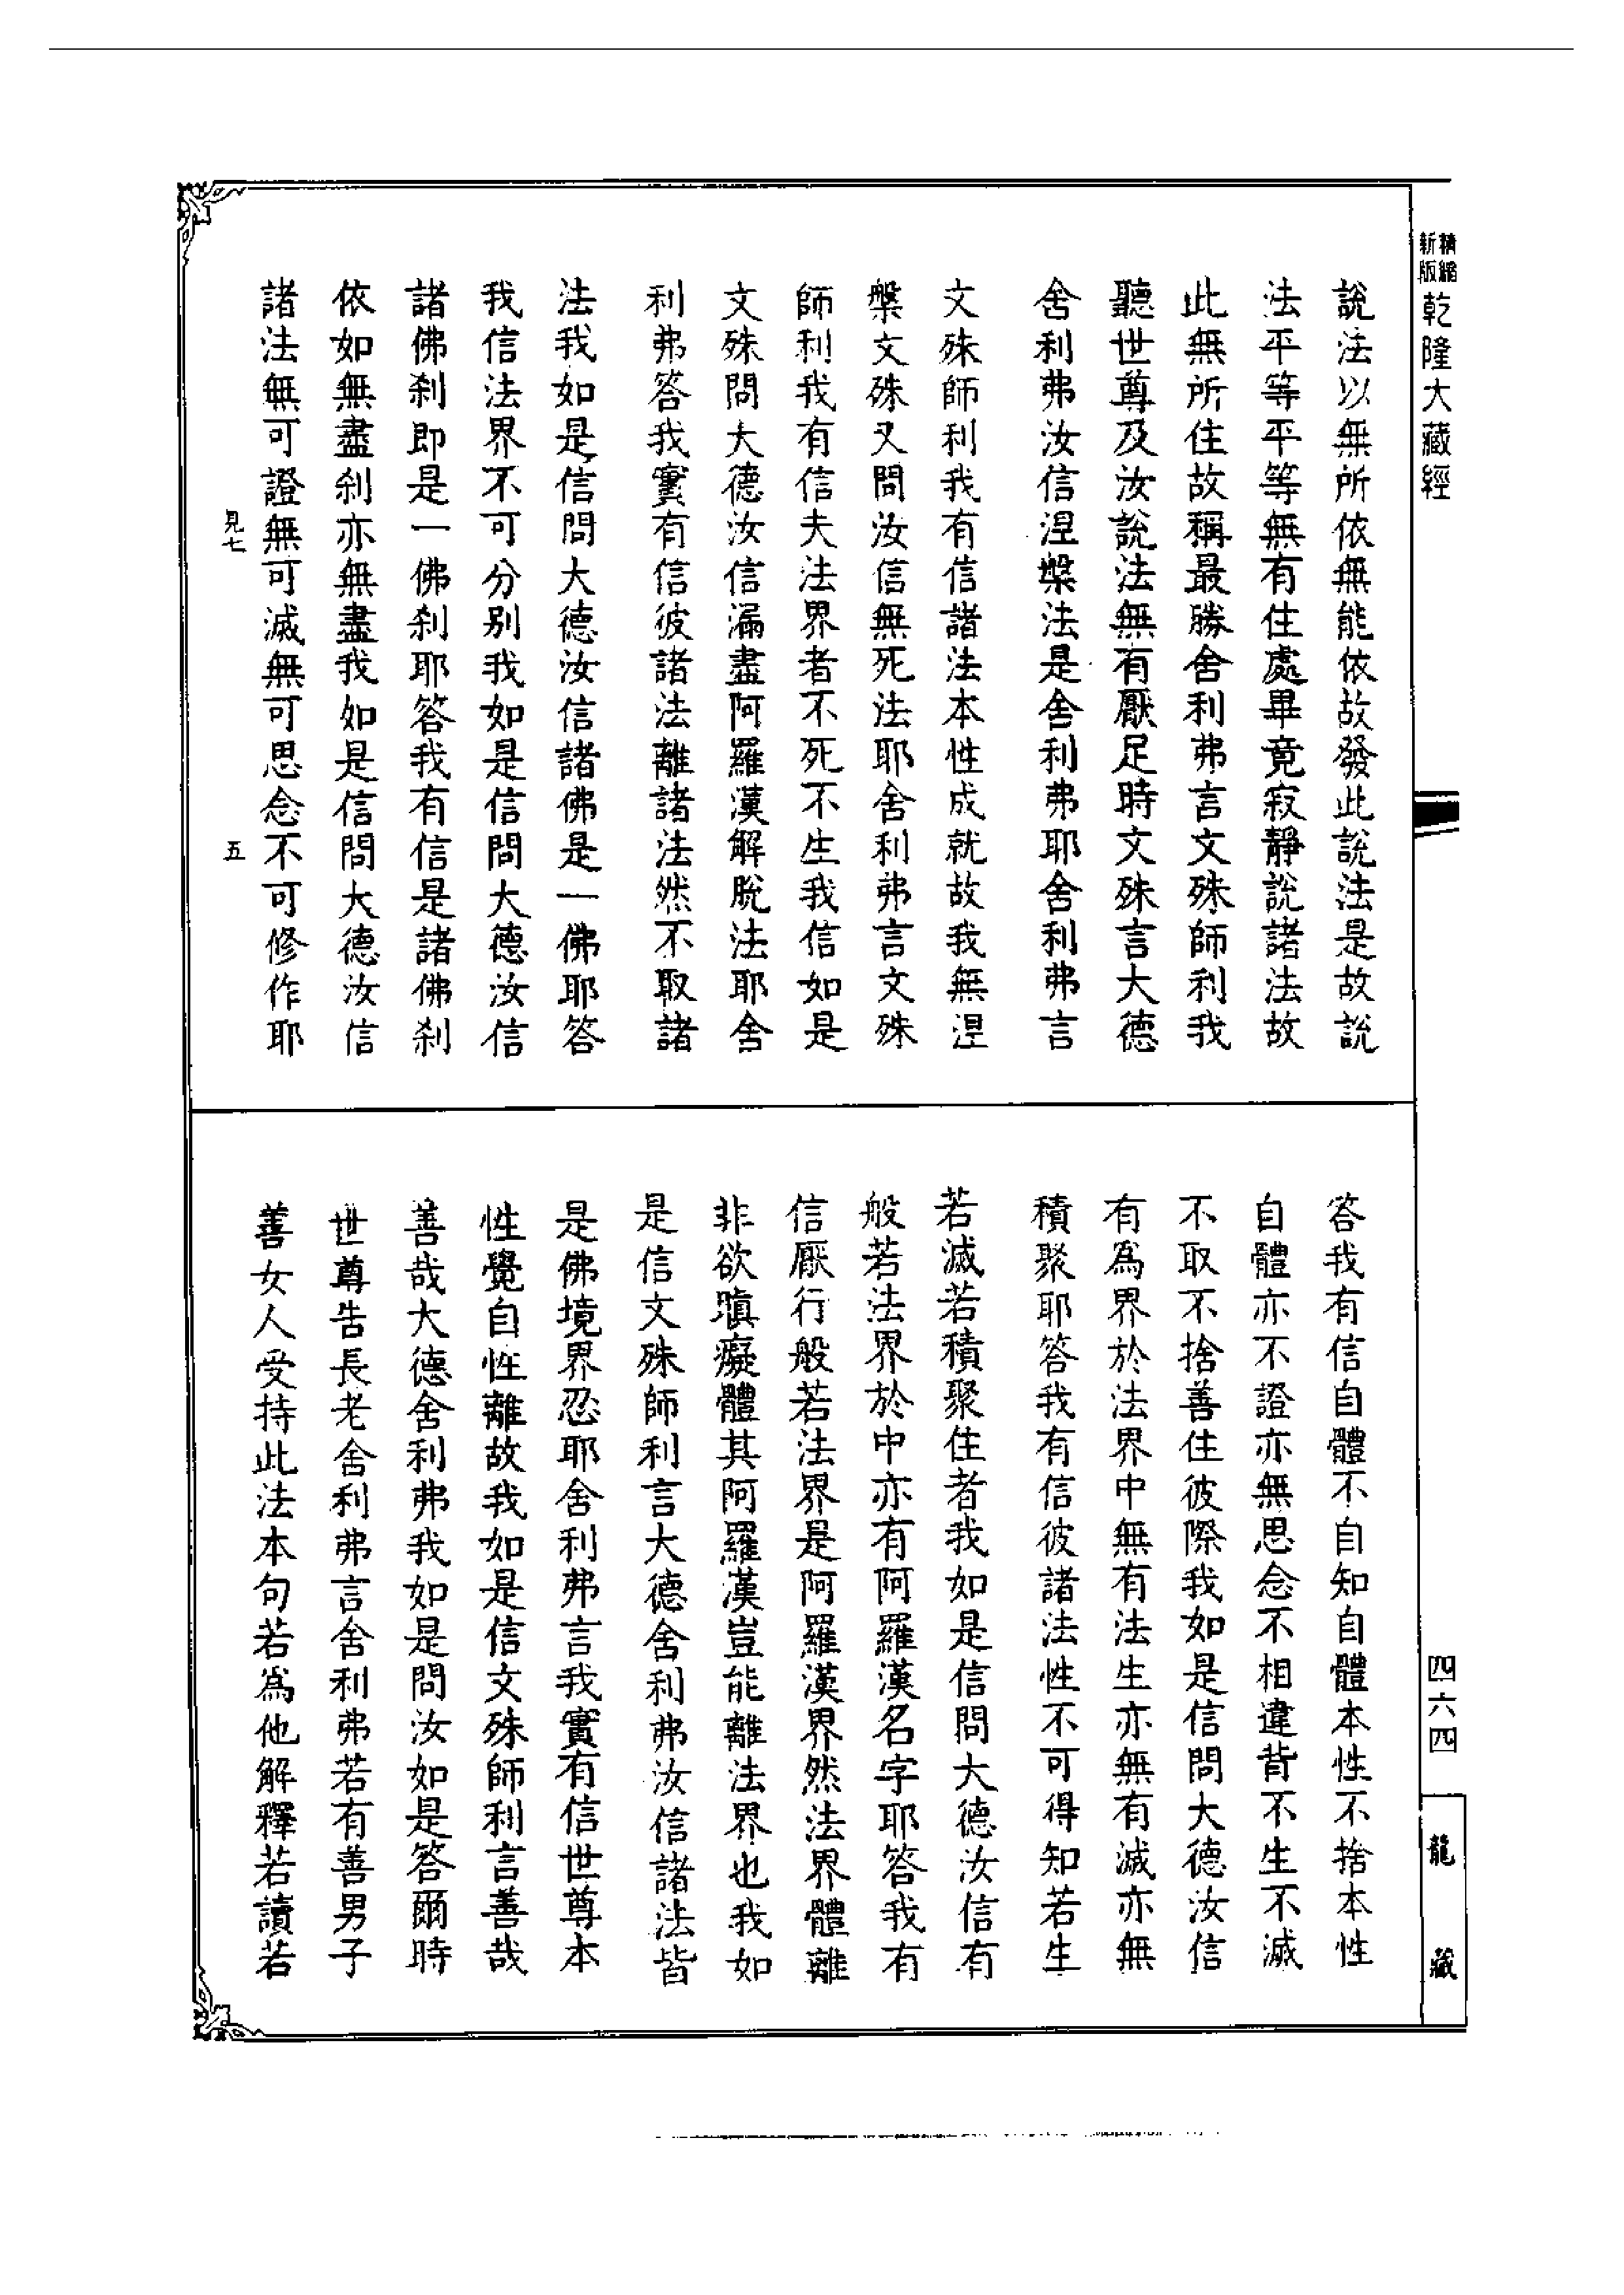 精縮新版乾隆大藏經
說法以無所依無能依故發此說法是故說
法平等平等無有住處畢竟寂靜說諸法故
此無所住故稱最勝舍利弗言文殊師利我
聽世尊及汝說法無有厭足時文殊言大德
舍利弗汝信涅槃法是舍利弗耶舍利弗言
文殊師利我有信諸法本性成就故我無涅
槃文殊又問汝信無死法耶舍利弗言文殊
師利我有信夫法界者不死不生我信如是
文殊問大德汝信漏盡阿羅漢解脫法耶舍
利弗答我實有信彼諸法離諸法然不取諸
法我如是信問大德汝信諸佛是一佛耶答
我信法界不可分別我如是信問大德汝信
諸佛剎即是一佛剎耶答我有信是諸佛剎
依如無盡剎亦無盡我如是信問大德汝信
諸法無可證無可滅無可思念不可修作耶
見七 五
答我有信自體不自知自體本性不捨本性
自體亦不證亦無思念不相違背不生不滅
不取不捨善住彼際我如是信問大德汝信
有為界於法界中無有法生亦無有滅亦無
積聚耶答我有信彼諸法性不可得知若生
若滅若積聚住者我如是信問大德汝信有
般若法界於中亦有阿羅漢名字耶答我有
信厭行般若法界是阿羅漢界然法界體離
非欲瞋癡體其阿羅漢豈能離法界也我如
是信文殊師利言大德舍利弗汝信諸法皆
是佛境界忍耶舍利弗言我實有信世尊本
性覺自性離故我如是信文殊師利言善哉
善哉大德舍利弗我如是問汝如是答爾時
世尊告長老舍利弗言舍利弗若有善男子
善女人受持此法本句若為他解釋若讀若
四六四
龍藏